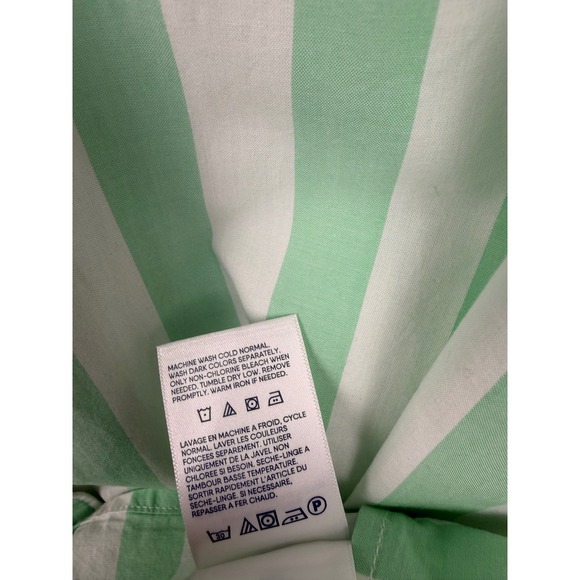 MACHINE WASH COLD NORMAL.
WASH DARK COLORS SEPARATELY.
ONLY NON-CHLORINE BLEACH WHEN
NEEDED. TUMBLE DRY LOW. REMOVE
PROMPTLY. WARM IRON IF NEEDED.
LAVAGE EN MACHINE A FROID, CYCLE
NORMAL. LAVER LES COULEURS
FONCEES SEPAREMENT. UTILISER
UNIQUEMENT DE LA JAVEL NON
CHLOREE SI BESOIN. SECHE-LINGE A
TAMBOUR BASSE TEMPERATURE.
SORTIR RAPIDEMENT L'ARTICLE DU
SECHE-LINGE SI NECESSAIRE,
REPASSER A FER CHAUD.
30 P